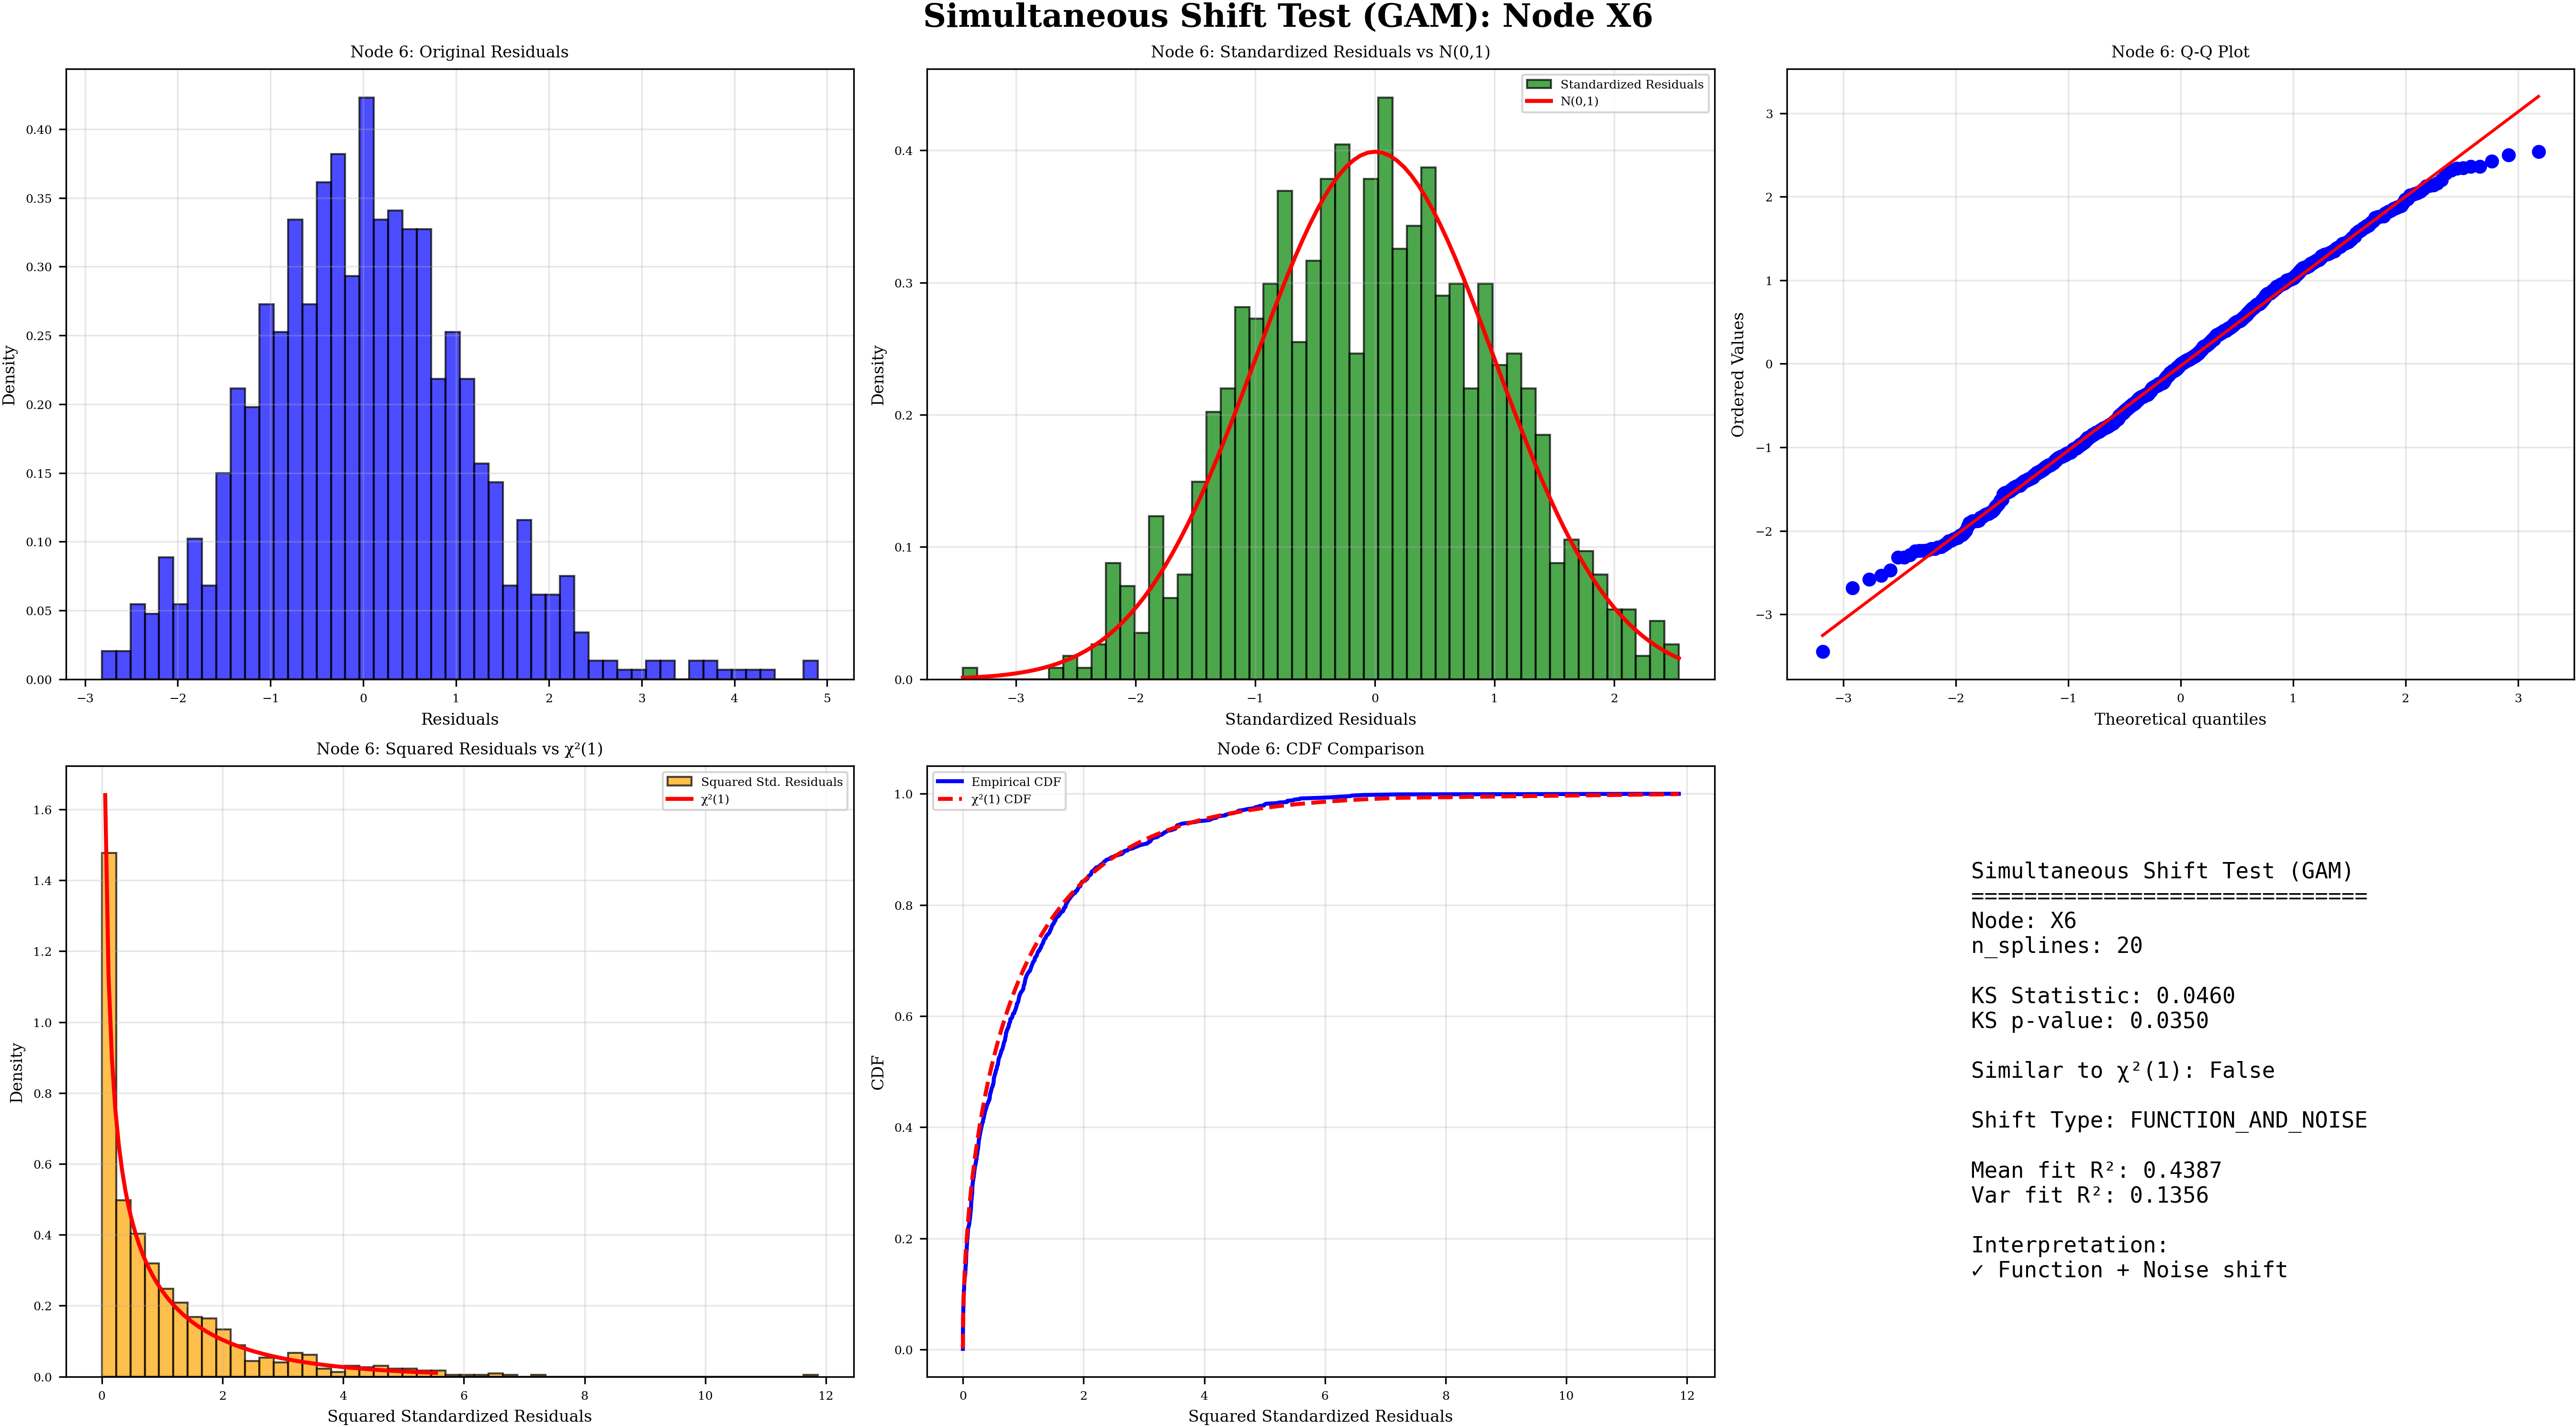 Simultaneous Shift Test (GAM): Node X6
Node 6: Original Residuals
Density
0.40
0.35
0.30
0.25
0.20
0.15
0.10
0.05
0.00
−3 −2 −1 0 1 2 3 4 5
Residuals
Node 6: Standardized Residuals vs N(0,1)
Standardized Residuals
N(0,1)
Density
0.4
0.3
0.2
0.1
0.0
−3 −2 −1 0 1 2
Standardized Residuals
Node 6: Q-Q Plot
Ordered Values
3
2
1
0
−1
−2
−3
−3 −2 −1 0 1 2 3
Theoretical quantiles
Node 6: Squared Residuals vs χ²(1)
Squared Std. Residuals
χ²(1)
Density
1.6
1.4
1.2
1.0
0.8
0.6
0.4
0.2
0.0
0 2 4 6 8 10 12
Squared Standardized Residuals
Node 6: CDF Comparison
Empirical CDF
χ²(1) CDF
CDF
1.0
0.8
0.6
0.4
0.2
0.0
0 2 4 6 8 10 12
Squared Standardized Residuals
Simultaneous Shift Test (GAM)
==============================
Node: X6
n_splines: 20
KS Statistic: 0.0460
KS p-value: 0.0350
Similar to χ²(1): False
Shift Type: FUNCTION_AND_NOISE
Mean fit R²: 0.4387
Var fit R²: 0.1356
Interpretation:
✓ Function + Noise shift